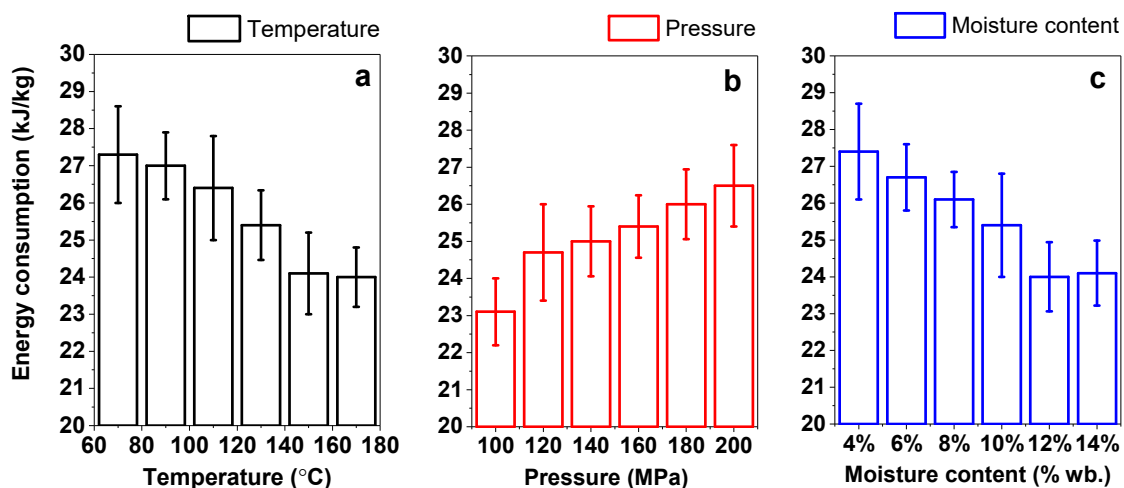 Temperature
Pressure
Moisture content
a
b
c
Energy consumption (kJ/kg)
30
29
28
27
26
25
24
23
22
21
20
60 80 100 120 140 160 180
Temperature (°C)
30
29
28
27
26
25
24
23
22
21
20
100 120 140 160 180 200
Pressure (MPa)
30
29
28
27
26
25
24
23
22
21
20
4% 6% 8% 10% 12% 14%
Moisture content (% wb.)